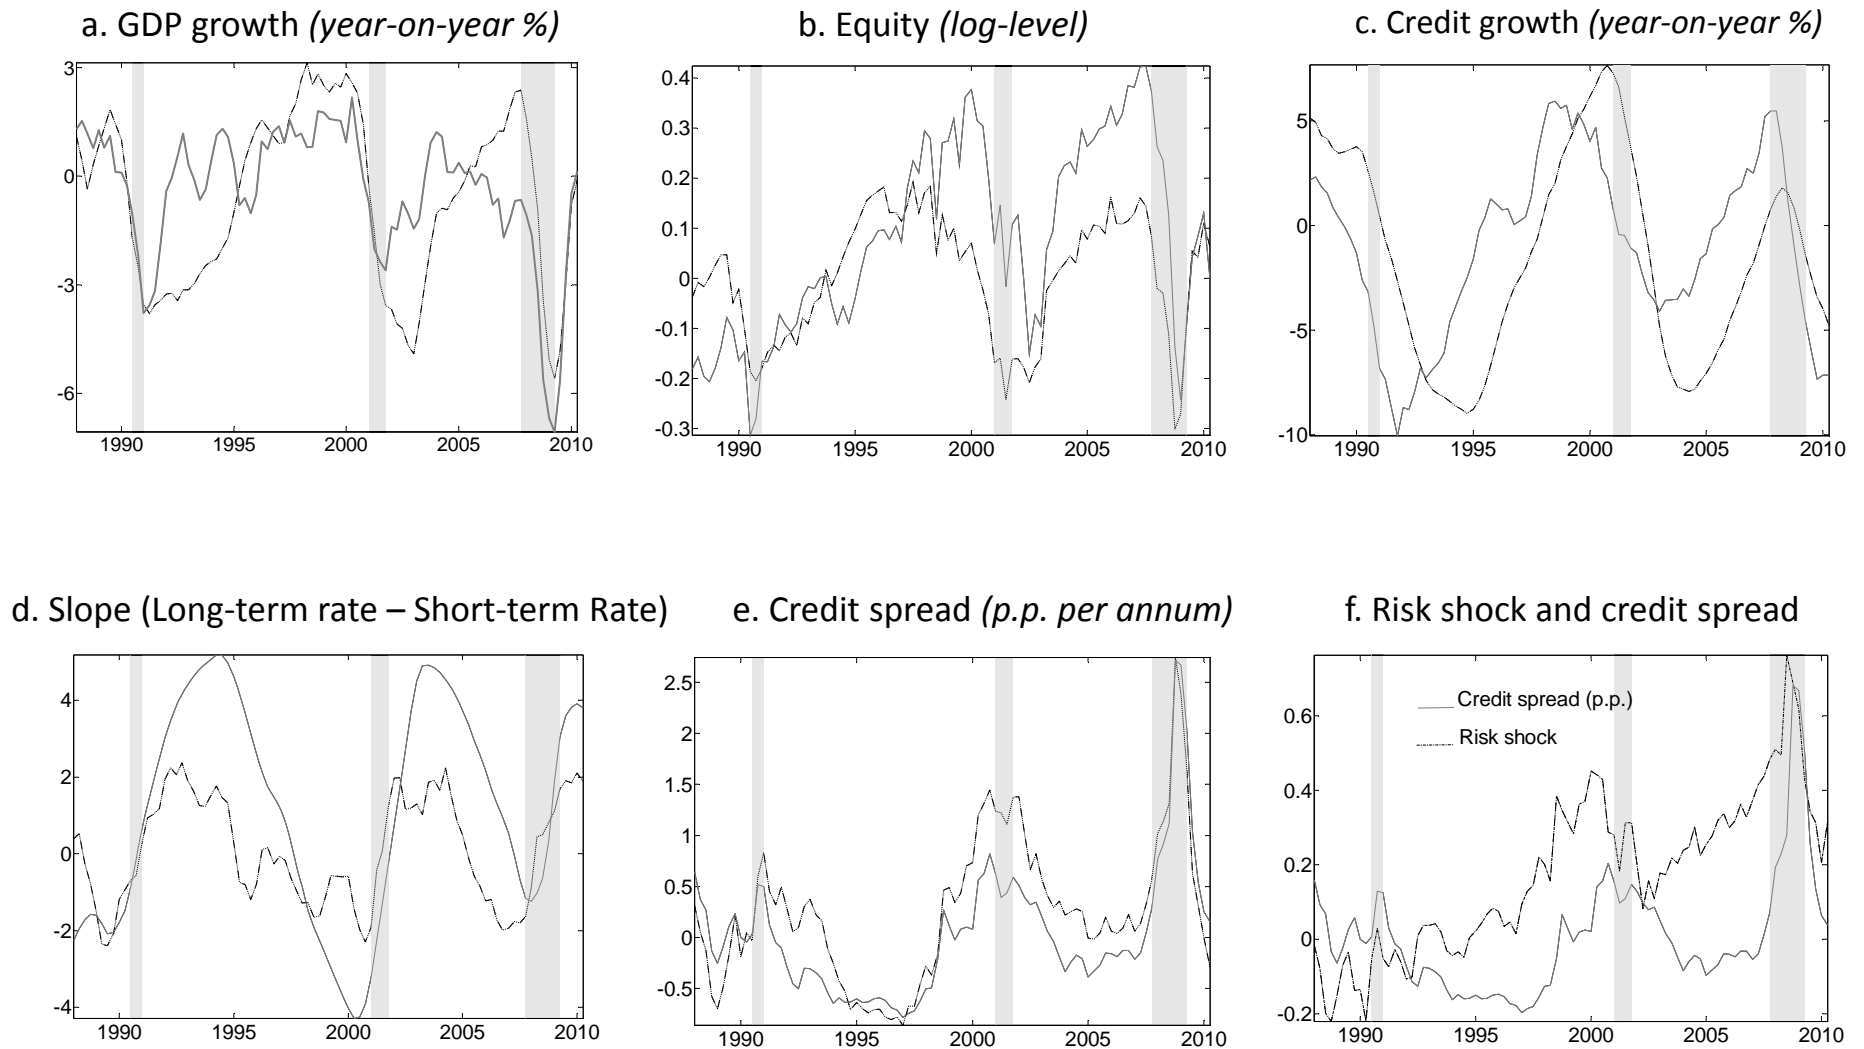 a. GDP growth (year-on-year %)
3
0
-3
-6
1990 1995 2000 2005 2010
b. Equity (log-level)
0.4
0.3
0.2
0.1
0
-0.1
-0.2
-0.3
1990 1995 2000 2005 2010
c. Credit growth (year-on-year %)
5
0
-5
-10
1990 1995 2000 2005 2010
d. Slope (Long-term rate – Short-term Rate)
4
2
0
-2
-4
1990 1995 2000 2005 2010
e. Credit spread (p.p. per annum)
2.5
2
1.5
1
0.5
0
-0.5
1990 1995 2000 2005 2010
f. Risk shock and credit spread
Credit spread (p.p.)
Risk shock
0.6
0.4
0.2
0
-0.2
1990 1995 2000 2005 2010